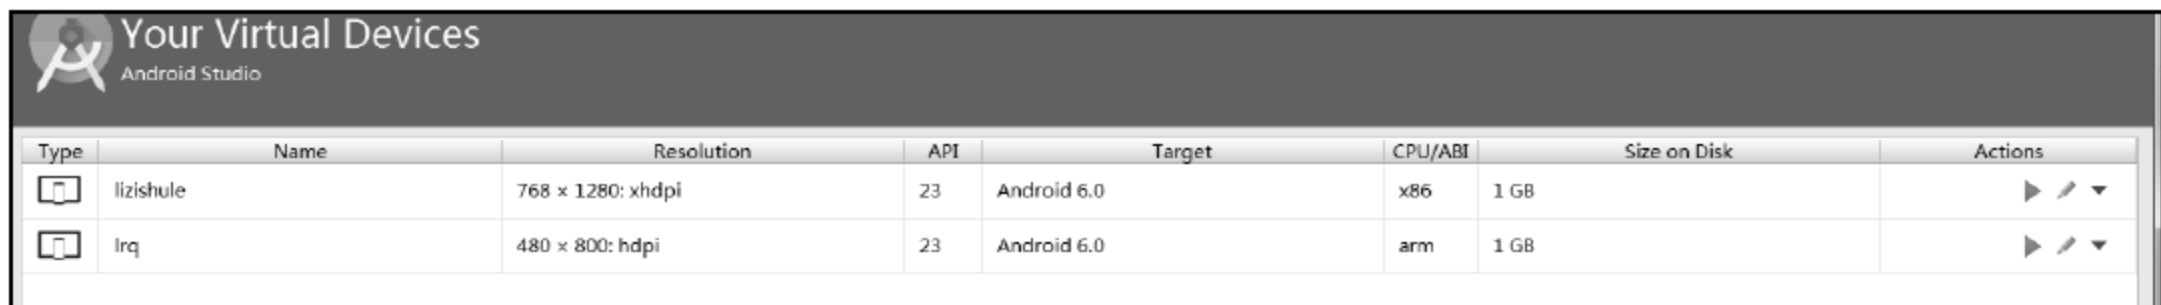 Your Virtual Devices
Android Studio
Type Name Resolution API Target CPU/ABI Size on Disk Actions
lizishule 768 × 1280: xhdpi 23 Android 6.0 x86 1 GB
lrq 480 × 800: hdpi 23 Android 6.0 arm 1 GB